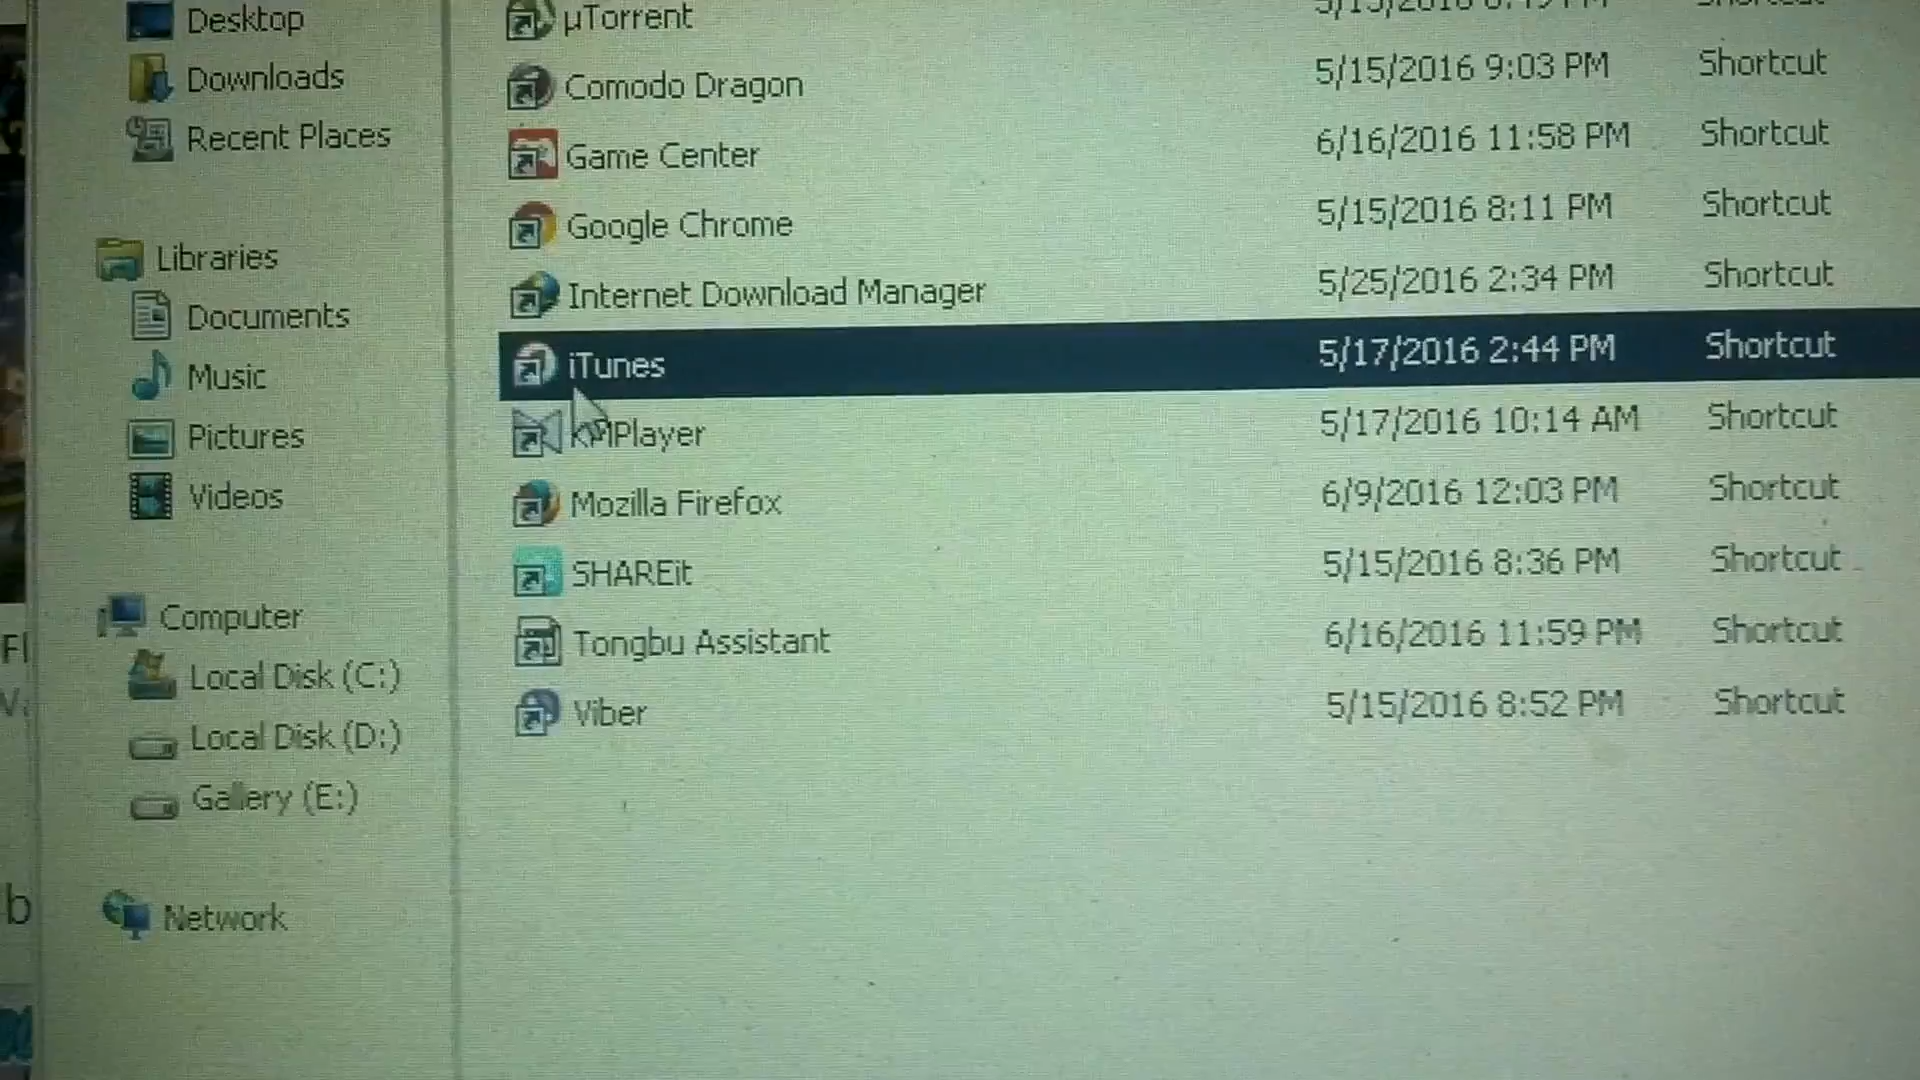 Desktop
Downloads
Recent Places
Libraries
Documents
Music
Pictures
Videos
Computer
Local Disk (C:)
Local Disk (D:)
Gallery (E:)
Network
µTorrent Shortcut
Comodo Dragon 5/15/2016 9:03 PM Shortcut
Game Center 6/16/2016 11:58 PM Shortcut
Google Chrome 5/15/2016 8:11 PM Shortcut
Internet Download Manager 5/25/2016 2:34 PM Shortcut
iTunes 5/17/2016 2:44 PM Shortcut
KMPlayer 5/17/2016 10:14 AM Shortcut
Mozilla Firefox 6/9/2016 12:03 PM Shortcut
SHAREit 5/15/2016 8:36 PM Shortcut
Tongbu Assistant 6/16/2016 11:59 PM Shortcut
Viber 5/15/2016 8:52 PM Shortcut